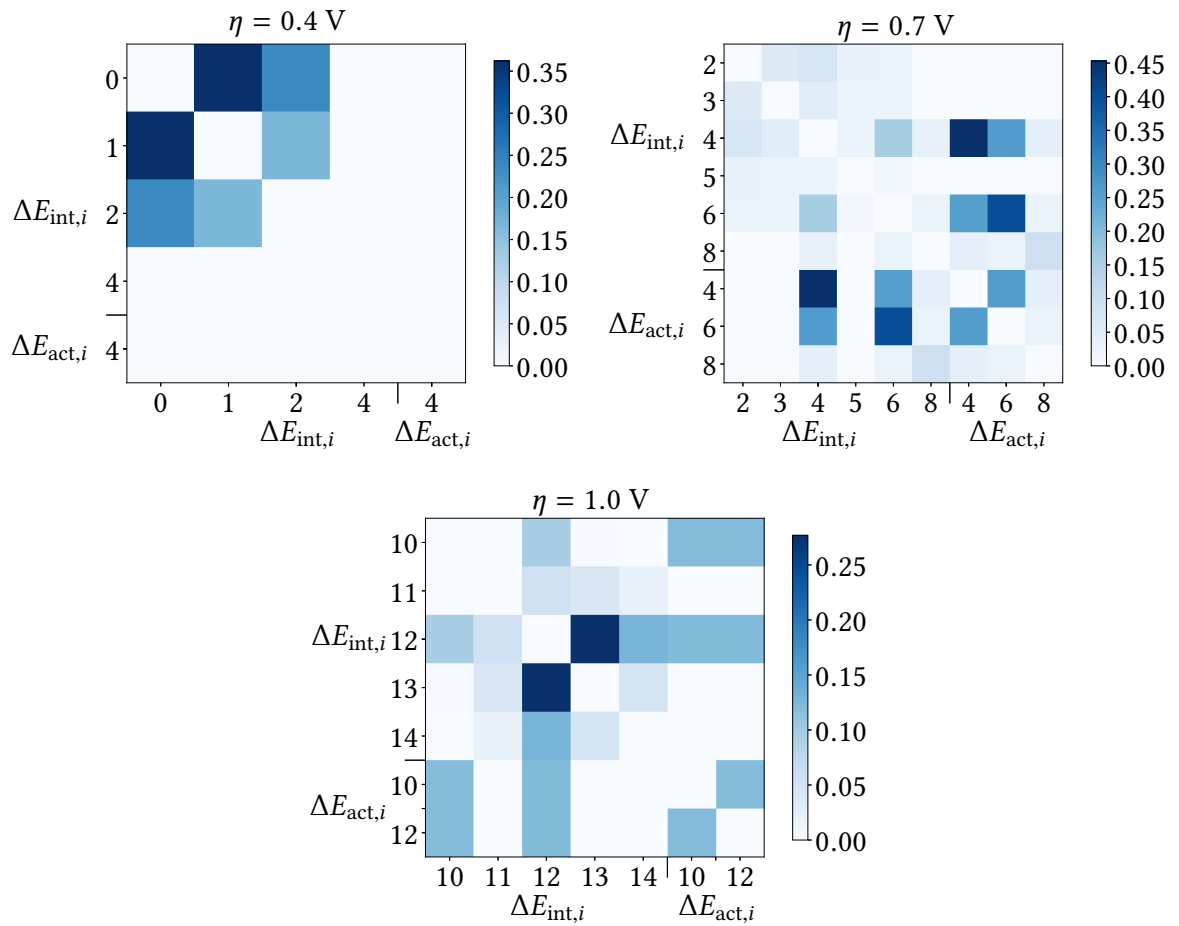 η = 0.4 V
0
1
ΔE_int,i 2
4
ΔE_act,i 4
0 1 2 4 4
ΔE_int,i ΔE_act,i
0.35
0.30
0.25
0.20
0.15
0.10
0.05
0.00
η = 0.7 V
2
3
ΔE_int,i 4
5
6
8
4
ΔE_act,i 6
8
2 3 4 5 6 8 4 6 8
ΔE_int,i ΔE_act,i
0.45
0.40
0.35
0.30
0.25
0.20
0.15
0.10
0.05
0.00
η = 1.0 V
10
11
ΔE_int,i 12
13
14
10
ΔE_act,i
12
10 11 12 13 14 10 12
ΔE_int,i ΔE_act,i
0.25
0.20
0.15
0.10
0.05
0.00